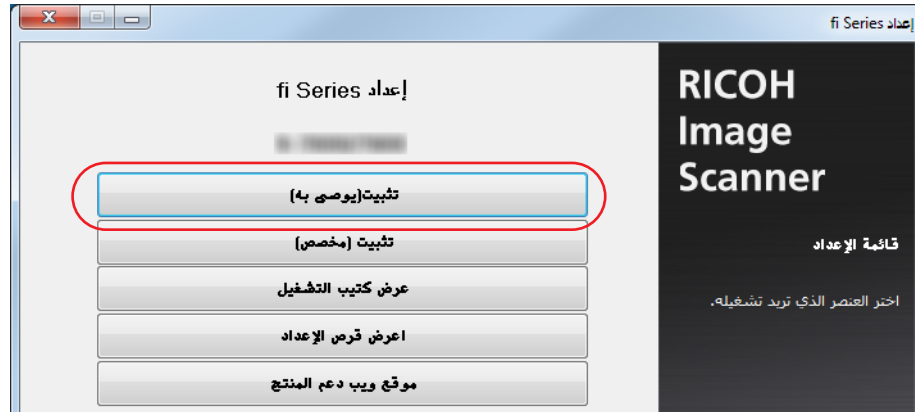 إعداد fi Series
RICOH
Image
Scanner
قائمة الإعداد
اختر العنصر الذي تريد تشغيله.
إعداد fi Series
تثبيت(يوصى به)
تثبيت (مخصص)
عرض كتيب التشغيل
اعرض قرص الإعداد
موقع ويب دعم المنتج